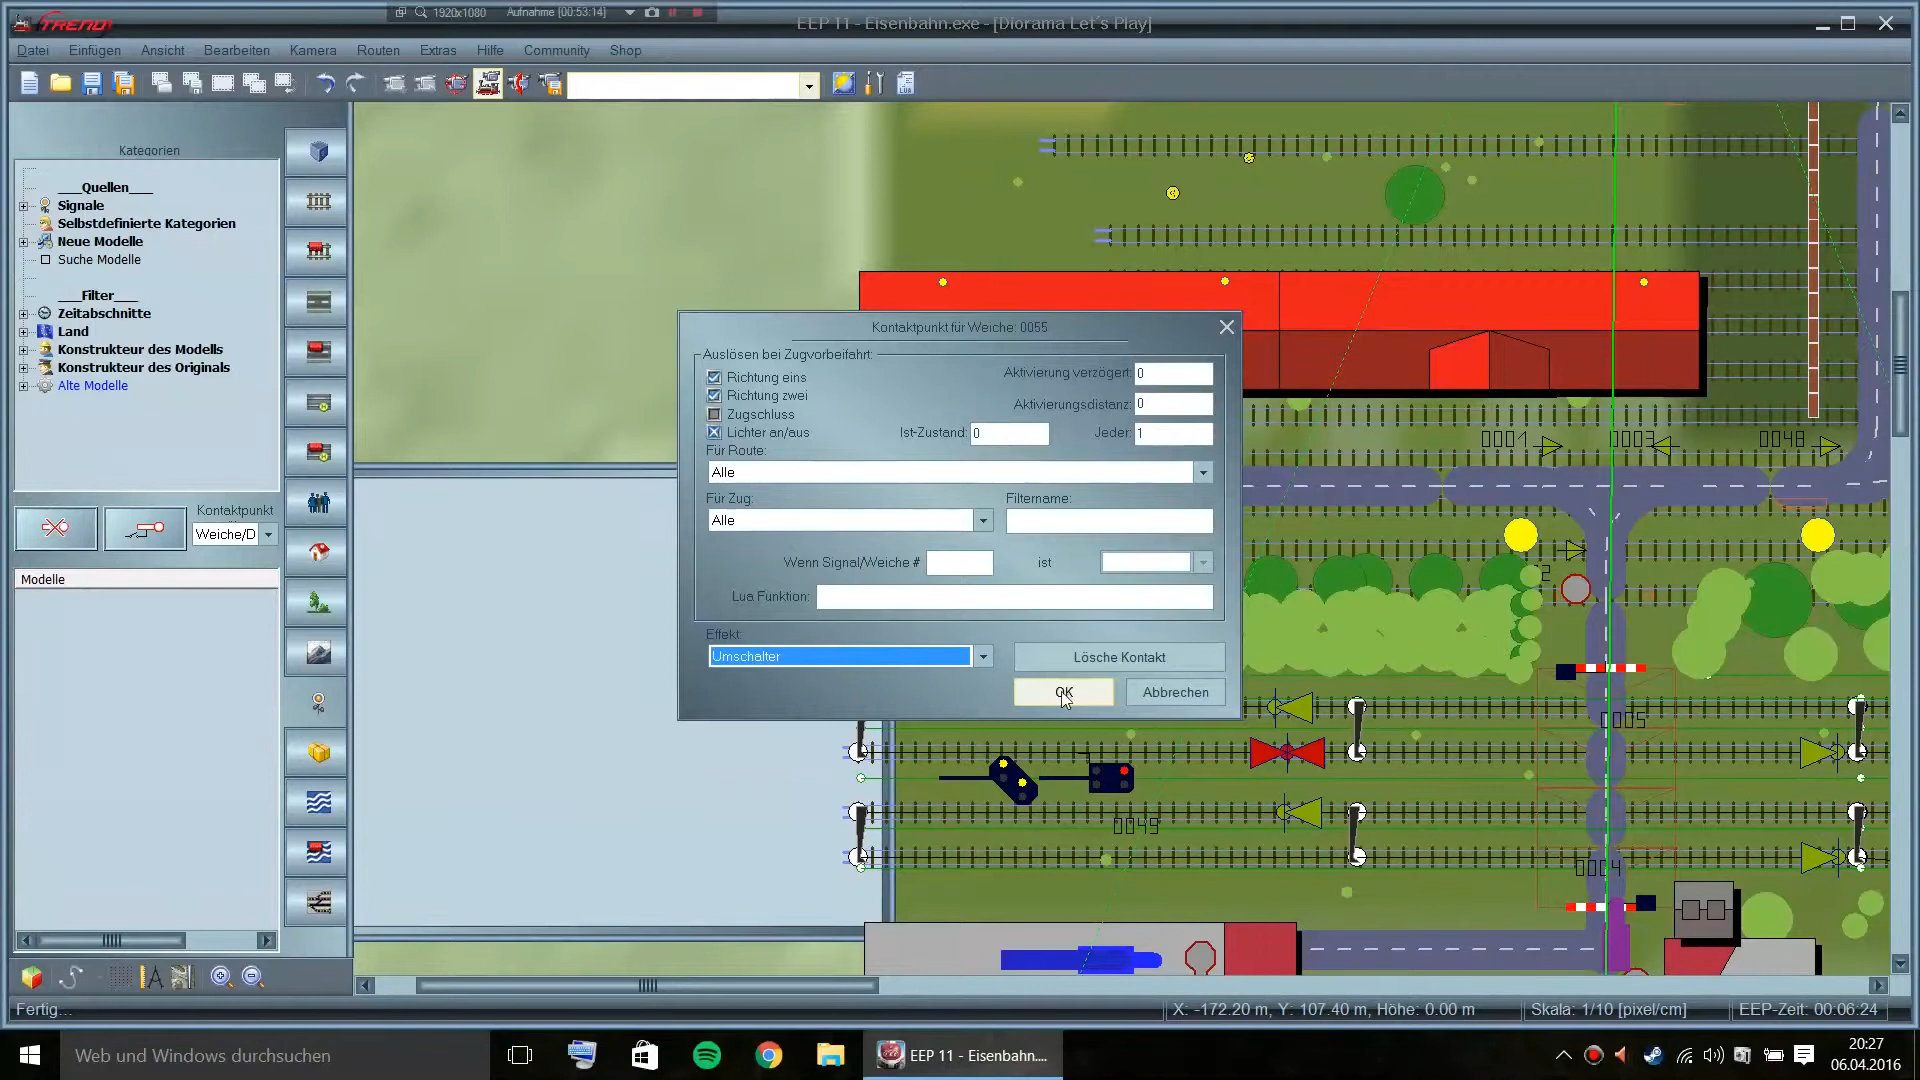 1920x1080 Aufnahme (00:53:14)
TREND
EEP 11 - Eisenbahn.exe - [Diorama Let's Play]
Datei Einfügen Ansicht Bearbeiten Kamera Routen Extras Hilfe Community Shop
LUA
Kategorien
___Quellen___
Signale
Selbstdefinierte Kategorien
Neue Modelle
Suche Modelle
___Filter___
Zeitabschnitte
Land
Konstrukteur des Modells
Konstrukteur des Originals
Alte Modelle
Kontaktpunkt
Weiche/D
Modelle
Kontaktpunkt für Weiche: 0055
Auslösen bei Zugvorbeifahrt:
Richtung eins
Aktivierung verzögert: 0
Richtung zwei
Zugschluss
Aktivierungsdistanz: 0
Lichter an/aus
Ist-Zustand: 0
Jeder: 1
Für Route:
Alle
Für Zug:
Filtername:
Alle
Wenn Signal/Weiche # ist
Lua Funktion:
Effekt:
Umschalter
Lösche Kontakt
OK
Abbrechen
0001 0003 0048
2
0005
0049
0004
Fertig...
X: -172.20 m, Y: 107.40 m, Höhe: 0.00 m
Skala: 1/10 [pixel/cm]
EEP-Zeit: 00:06:24
Web und Windows durchsuchen
EEP 11 - Eisenbahn....
20:27
06.04.2016